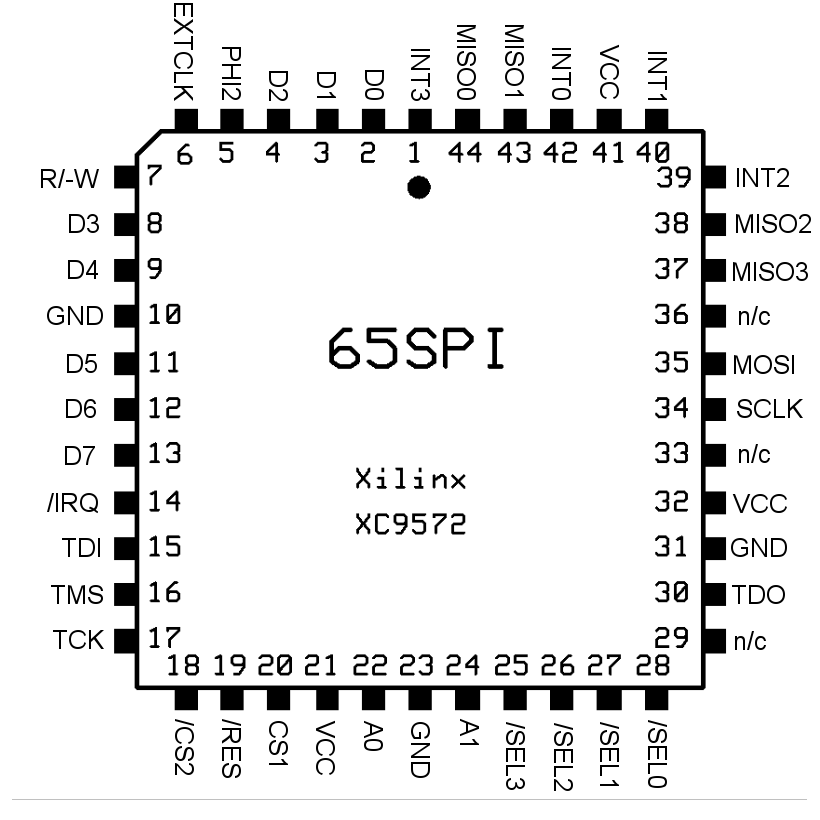 EXTCLK PHI2 D2 D1 D0 INT3 MISO0 MISO1 INT0 VCC INT1
6 5 4 3 2 1 44 43 42 41 40
R/-W 7 39 INT2
D3 8 38 MISO2
D4 9 37 MISO3
GND 10 36 n/c
65SPI
D5 11 35 MOSI
D6 12 34 SCLK
D7 13 33 n/c
Xilinx
/IRQ 14 32 VCC
XC9572
TDI 15 31 GND
TMS 16 30 TDO
TCK 17 29 n/c
18 19 20 21 22 23 24 25 26 27 28
/CS2 /RES CS1 VCC A0 GND A1 /SEL3 /SEL2 /SEL1 /SEL0